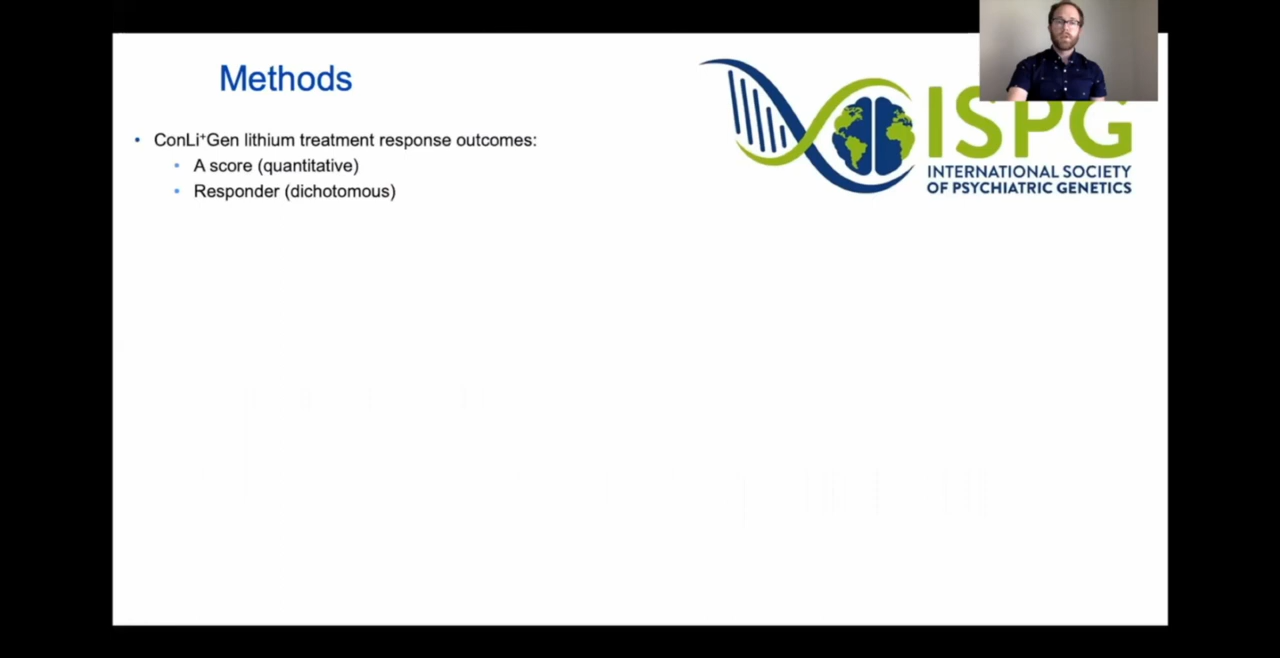 Methods
• ConLi⁺Gen lithium treatment response outcomes:
• A score (quantitative)
• Responder (dichotomous)
ISPG
INTERNATIONAL SOCIETY
OF PSYCHIATRIC GENETICS